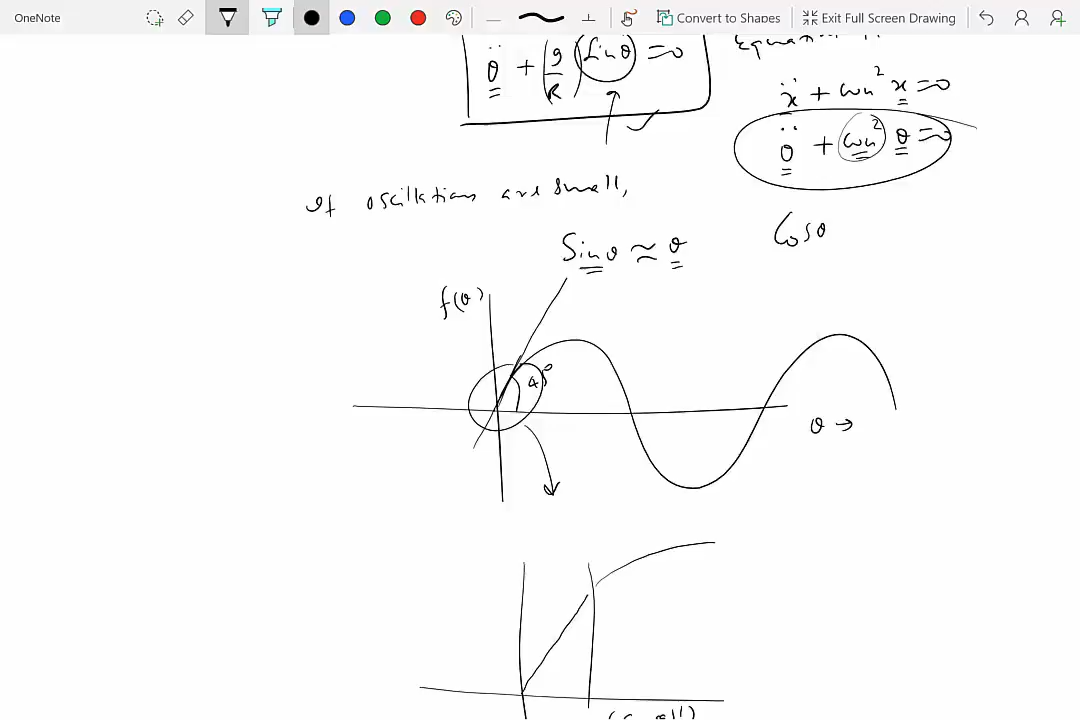 OneNote
Convert to Shapes
Exit Full Screen Drawing
θ̈ + (g/R) (Sinθ) = 0
Equation
ẍ + ωn² x = 0
θ̈ + ωn² θ = 0
If oscillations are small,
Cosθ
Sinθ ≈ θ
f(θ)
45°
θ →